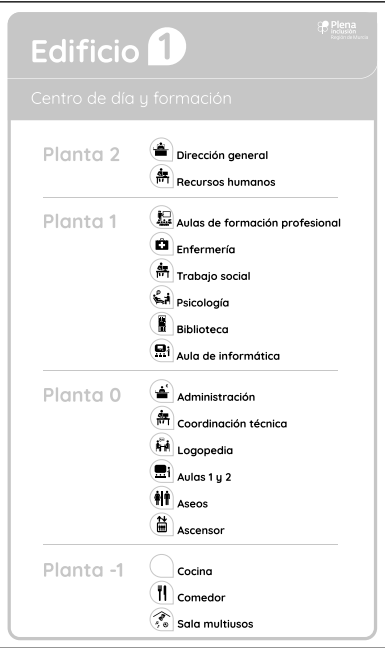 Edificio 1
Plena
inclusión
Región de Murcia
Centro de día y formación
Planta 2
Dirección general
Recursos humanos
Planta 1
Aulas de formación profesional
Enfermería
Trabajo social
Psicología
Biblioteca
Aula de informática
Planta 0
Administración
Coordinación técnica
Logopedia
Aulas 1 y 2
Aseos
Ascensor
Planta -1
Cocina
Comedor
Sala multiusos